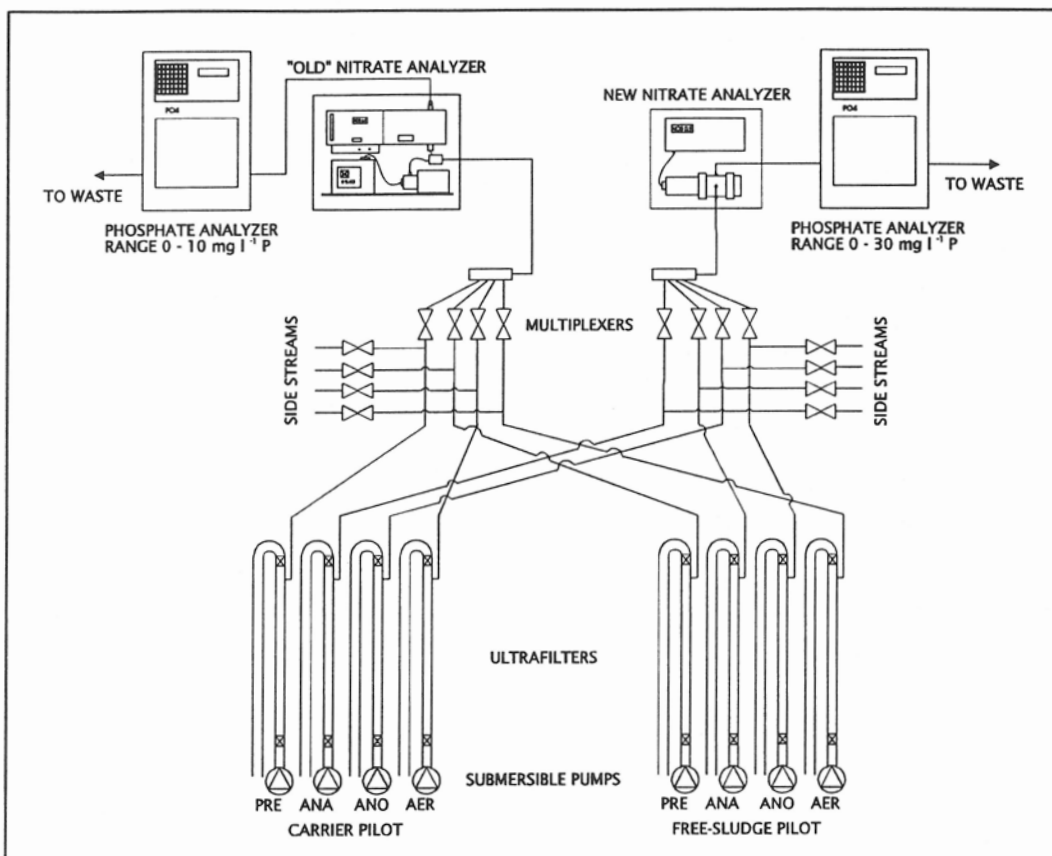 "OLD" NITRATE ANALYZER
NEW NITRATE ANALYZER
PO4
TO WASTE
TO WASTE
PHOSPHATE ANALYZER
RANGE 0 - 10 mg l⁻¹ P
PHOSPHATE ANALYZER
RANGE 0 - 30 mg l⁻¹ P
SIDE STREAMS
MULTIPLEXERS
SIDE STREAMS
ULTRAFILTERS
SUBMERSIBLE PUMPS
PRE ANA ANO AER
PRE ANA ANO AER
CARRIER PILOT
FREE-SLUDGE PILOT